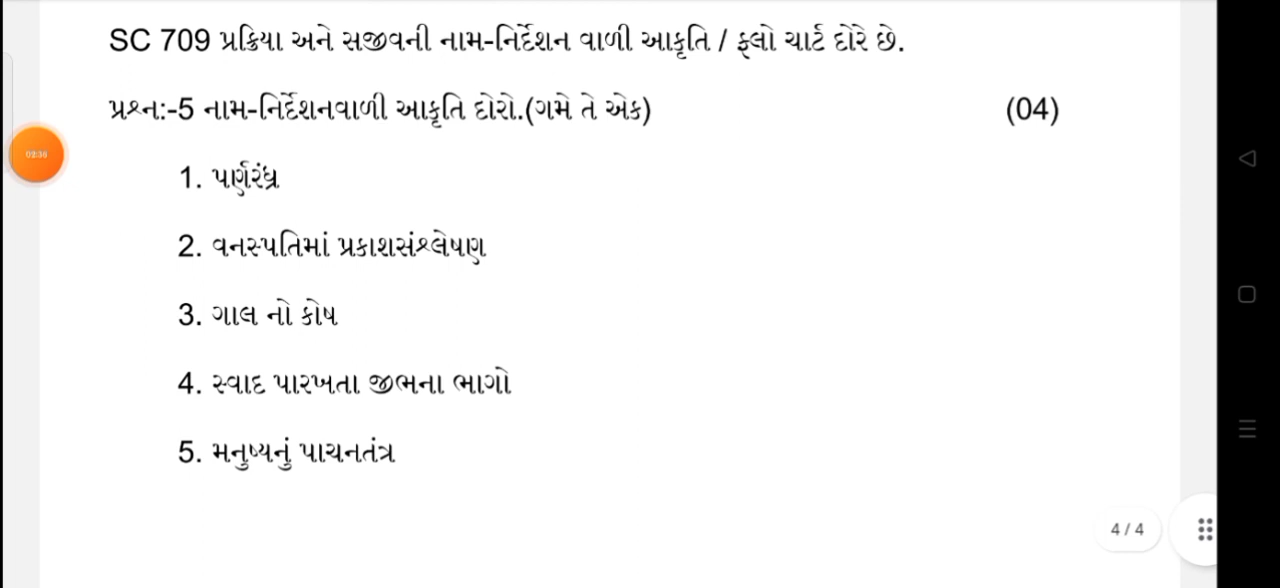 SC 709 પ્રક્રિયા અને સજીવની નામ-નિર્દેશન વાળી આકૃતિ / ફ્લો ચાર્ટ દોરે છે.
પ્રશ્ન:-5 નામ-નિર્દેશનવાળી આકૃતિ દોરો.(ગમે તે એક) (04)
1. પર્ણરંધ્ર
2. વનસ્પતિમાં પ્રકાશસંશ્લેષણ
3. ગાલ નો કોષ
4. સ્વાદ પારખતા જીભના ભાગો
5. મનુષ્યનું પાચનતંત્ર
4 / 4